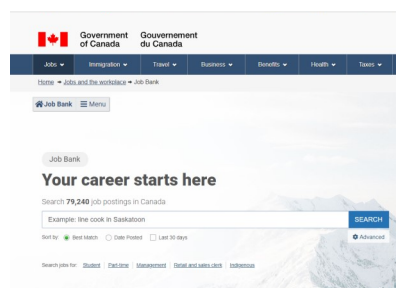 Government of Canada
Gouvernement du Canada
Jobs Immigration Travel Business Benefits Health Taxes
Home Jobs and the workplace Job Bank
Job Bank Menu
Job Bank
Your career starts here
Search 79,240 job postings in Canada
Example: line cook in Saskatoon SEARCH
Sort by Best Match Date Posted Last 30 days Advanced
Search jobs for: Student Part-time Management Retail and sales clerk Indigenous